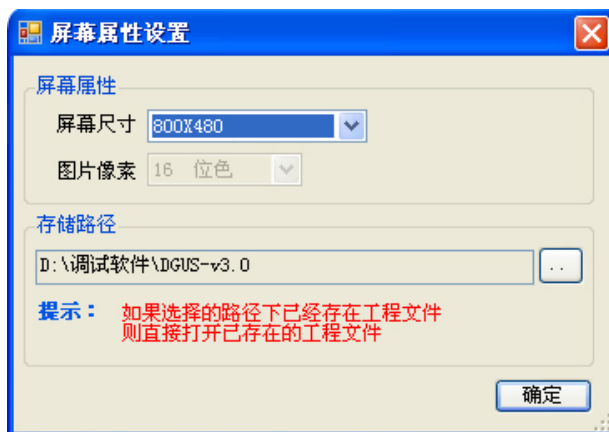 屏幕属性设置
屏幕属性
屏幕尺寸 800X480
图片像素 16 位色
存储路径
D:\调试软件\DGUS-v3.0 ..
提示： 如果选择的路径下已经存在工程文件
则直接打开已存在的工程文件
确定